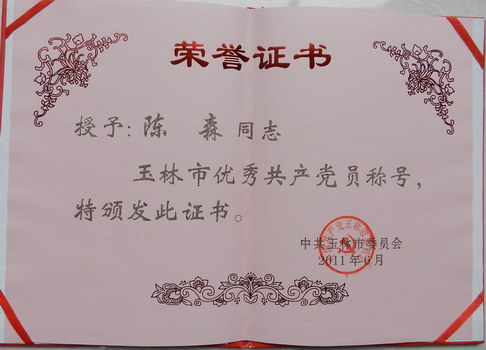 荣誉证书
授予：陈 森 同志
玉林市优秀共产党员称号，
特颁发此证书。
中共玉林市委员会
2011年6月